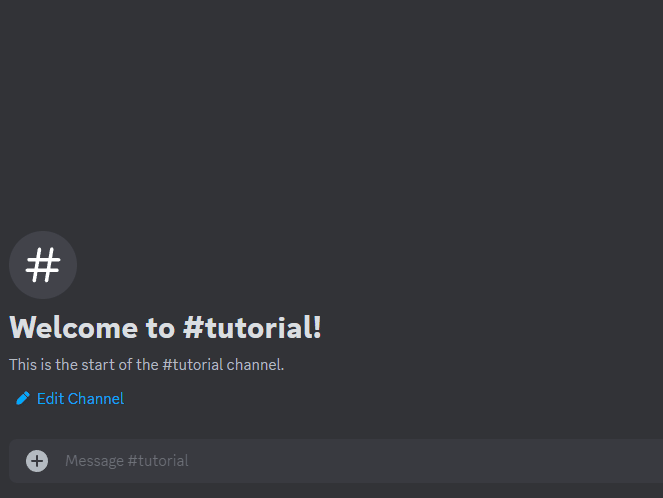 #
Welcome to #tutorial!
This is the start of the #tutorial channel.
Edit Channel
Message #tutorial